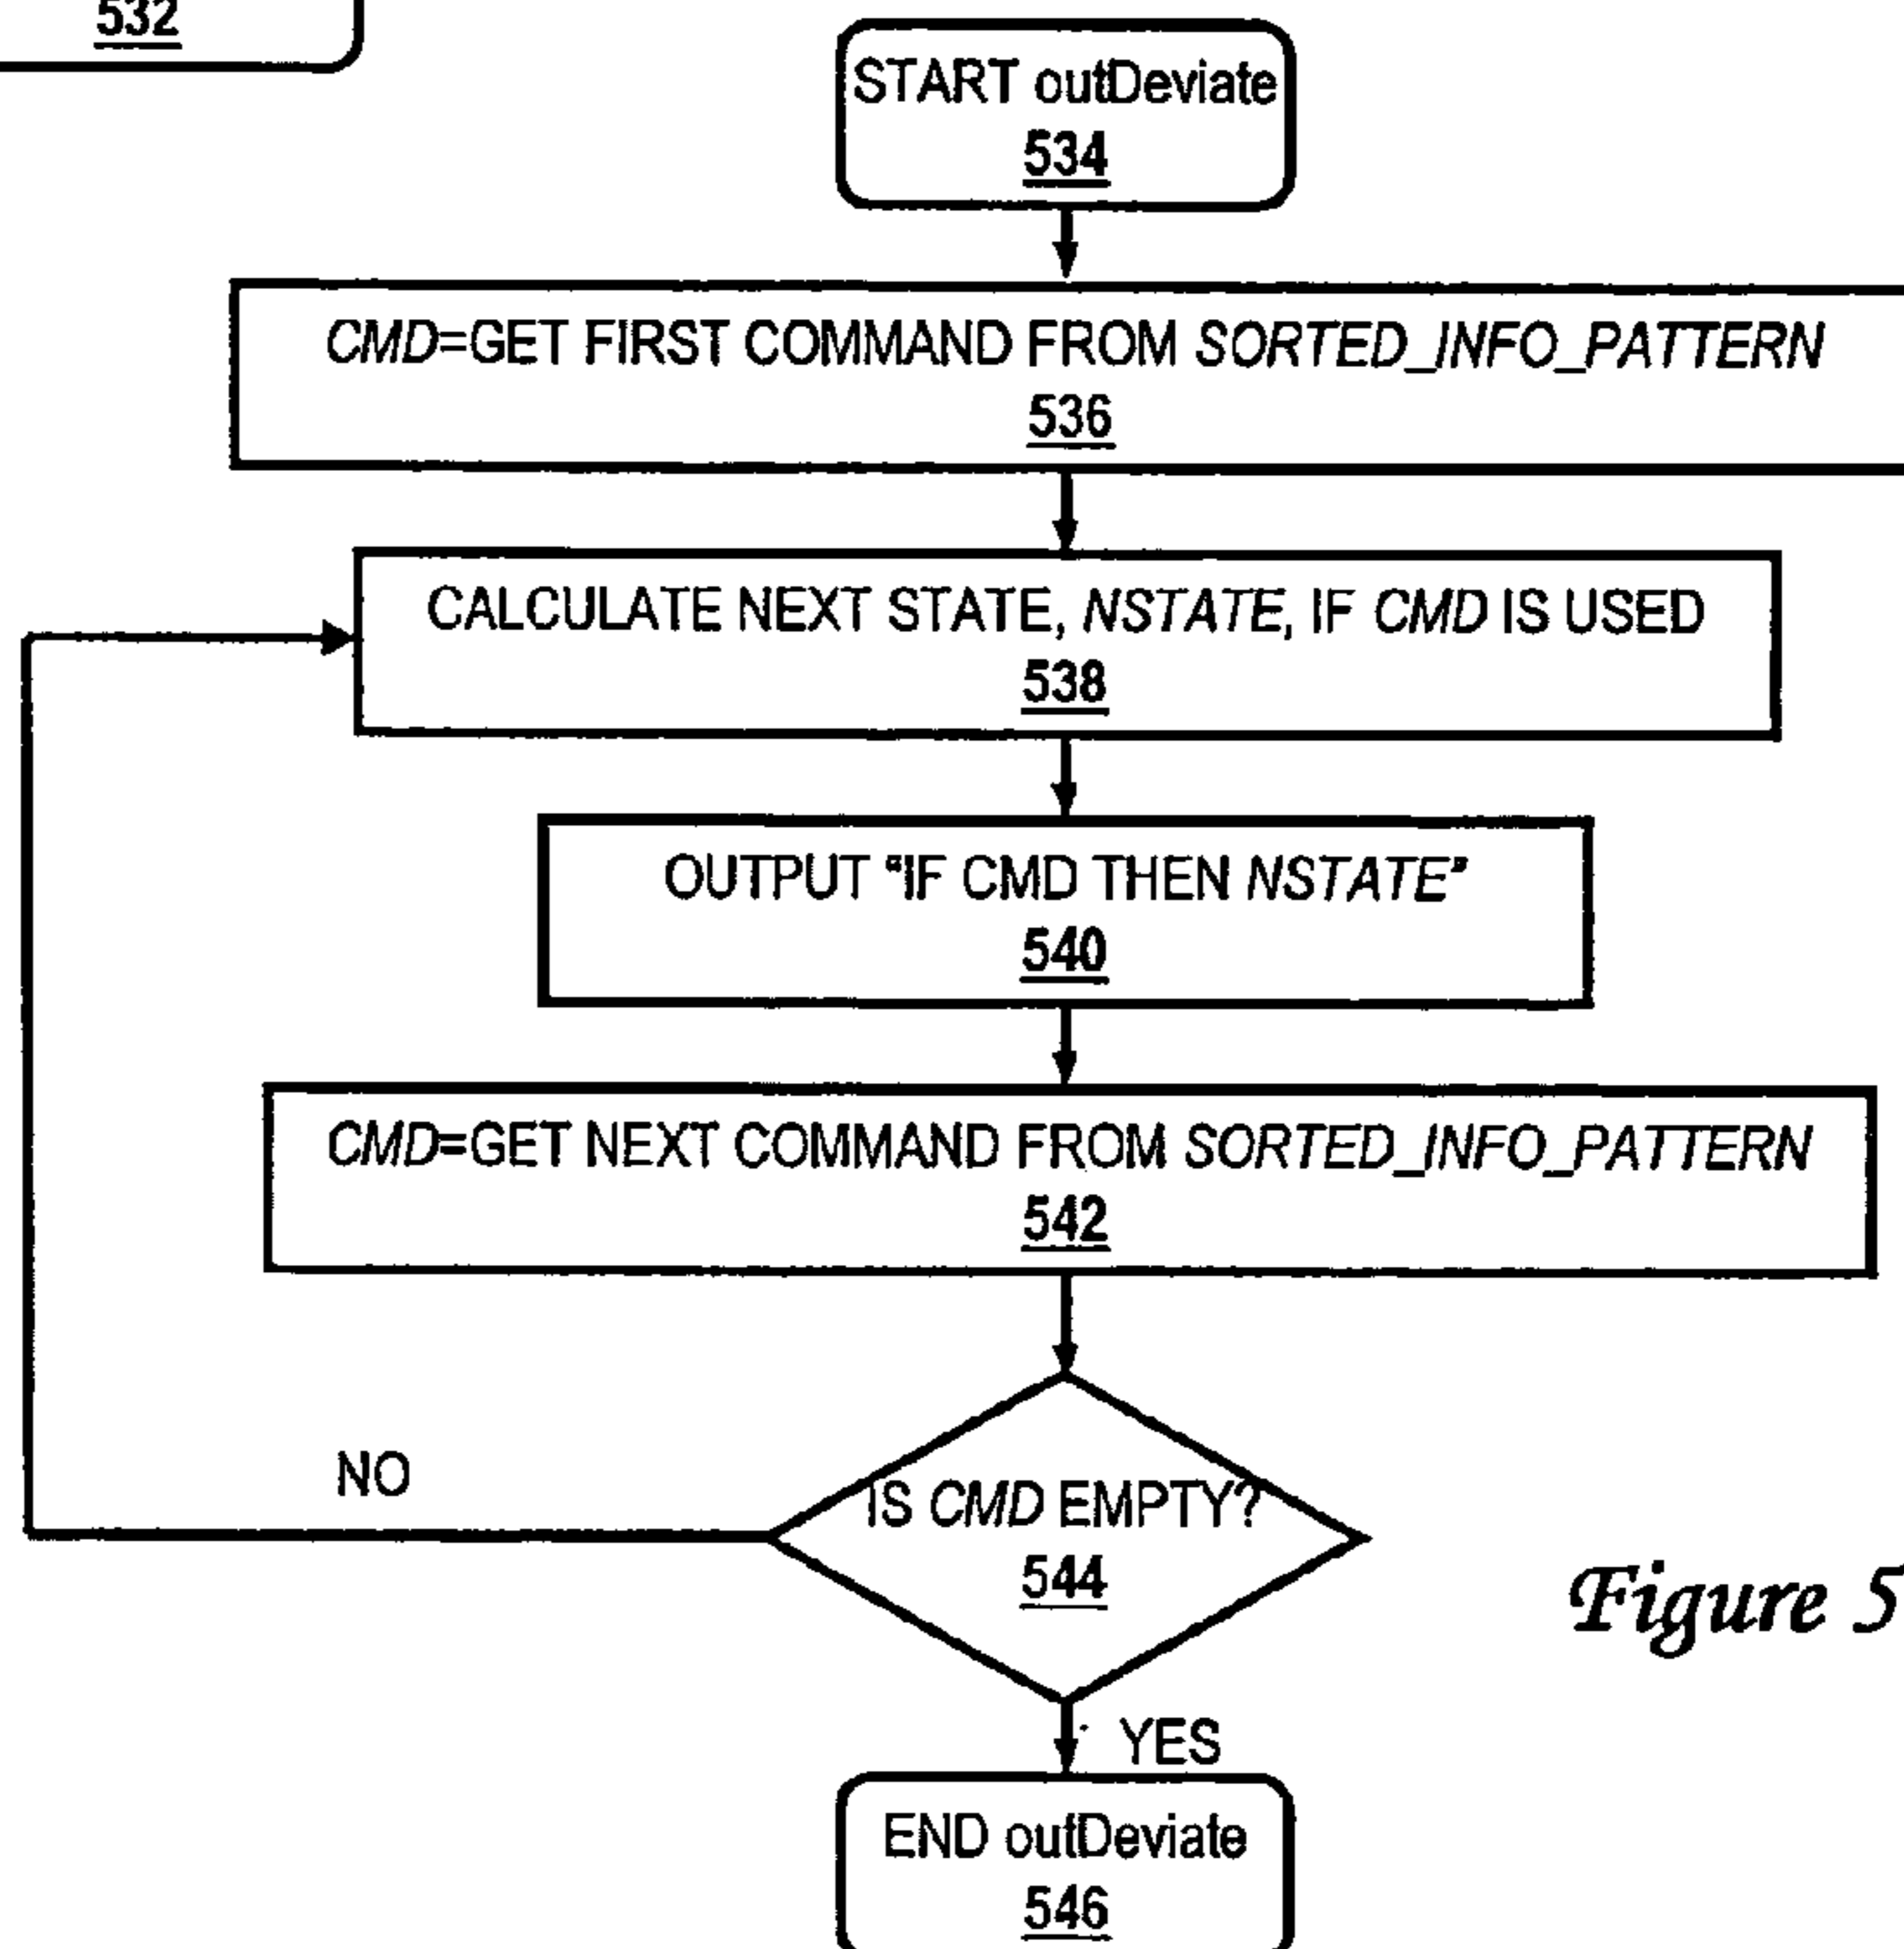 532
START outDeviate
534
CMD=GET FIRST COMMAND FROM SORTED_INFO_PATTERN
536
CALCULATE NEXT STATE, NSTATE, IF CMD IS USED
538
OUTPUT "IF CMD THEN NSTATE"
540
CMD=GET NEXT COMMAND FROM SORTED_INFO_PATTERN
542
NO
IS CMD EMPTY?
544
Figure 5
YES
END outDeviate
546